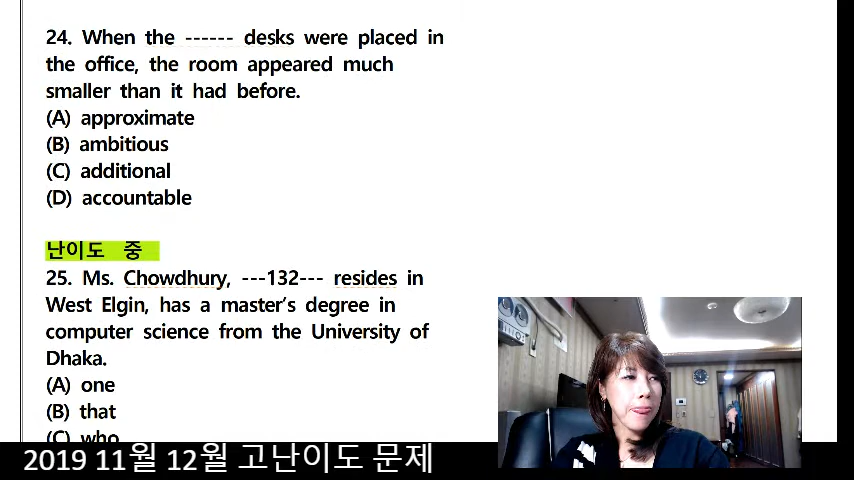 24. When the ------ desks were placed in
the office, the room appeared much
smaller than it had before.
(A) approximate
(B) ambitious
(C) additional
(D) accountable
난이도 중
25. Ms. Chowdhury, ---132--- resides in
West Elgin, has a master's degree in
computer science from the University of
Dhaka.
(A) one
(B) that
(C) who
2019 11월 12월 고난이도 문제